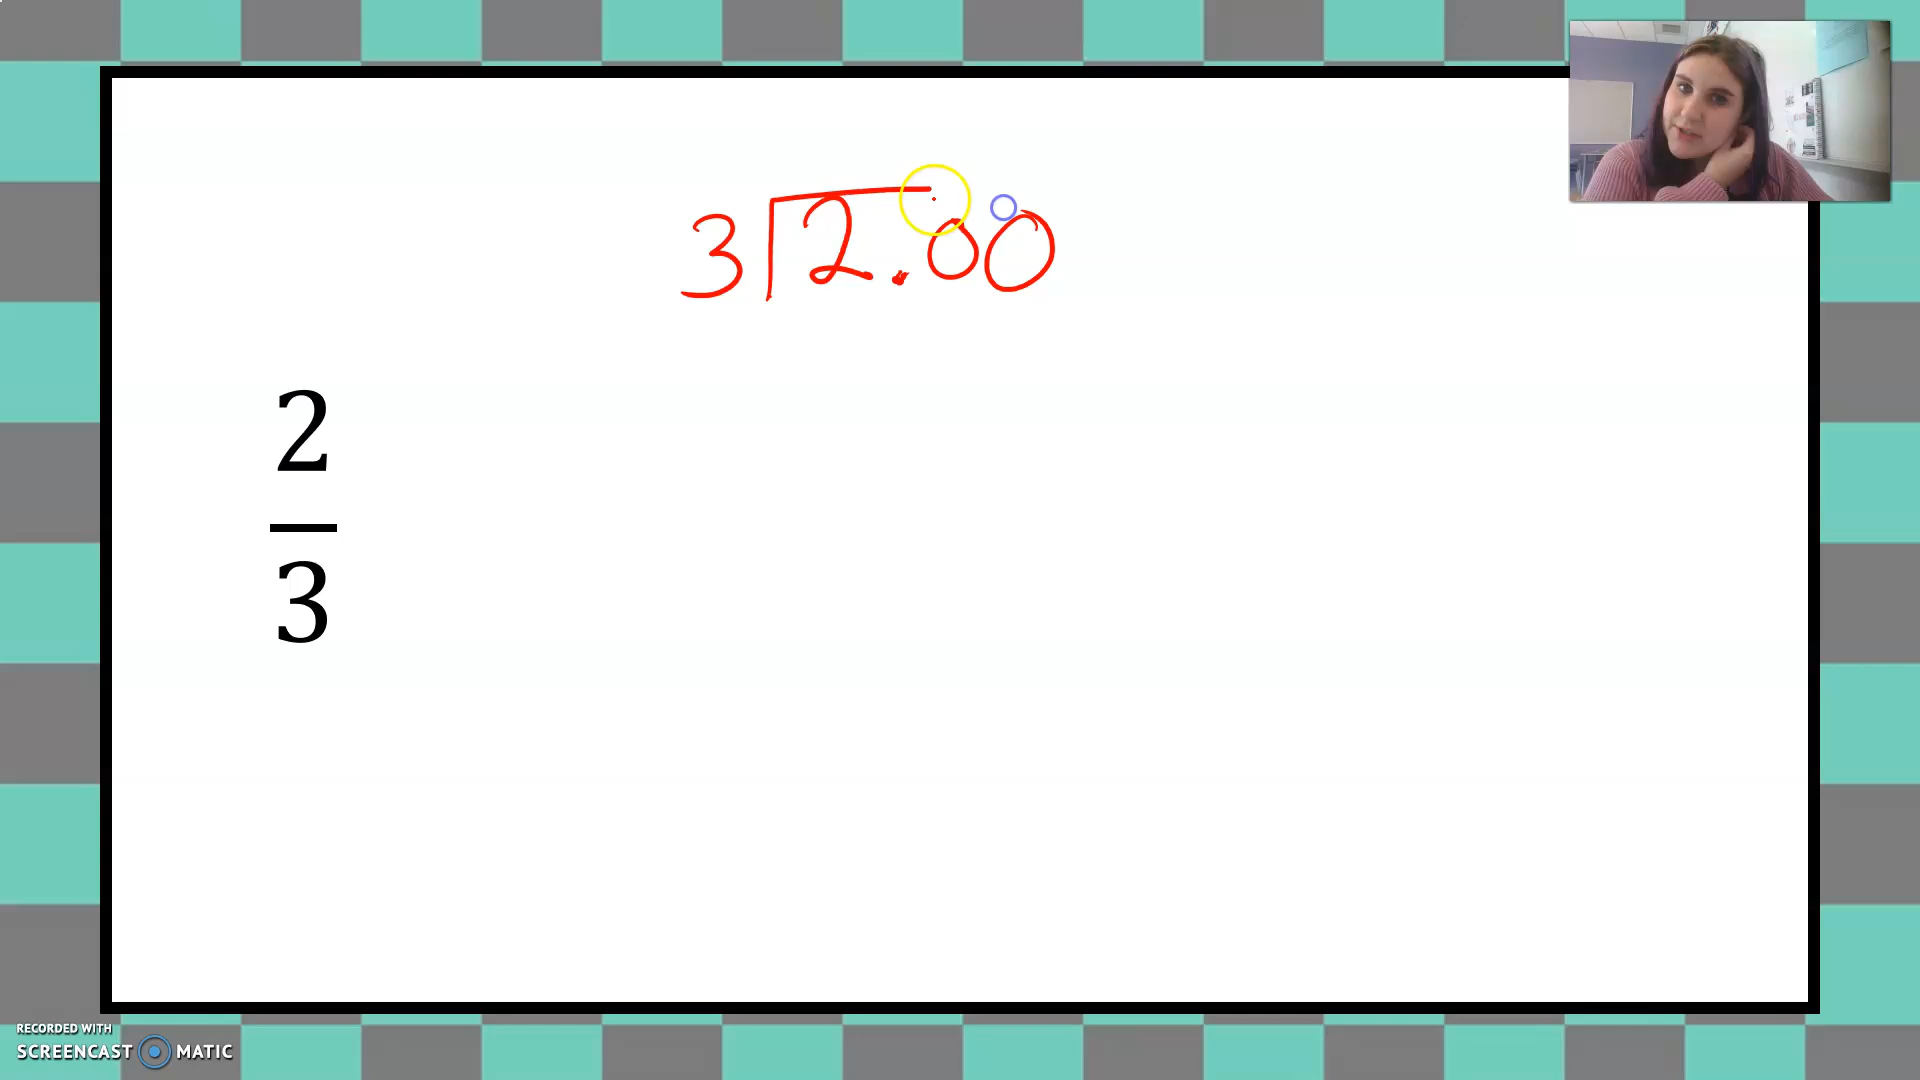 3 2.00
2
3
RECORDED WITH
SCREENCAST MATIC